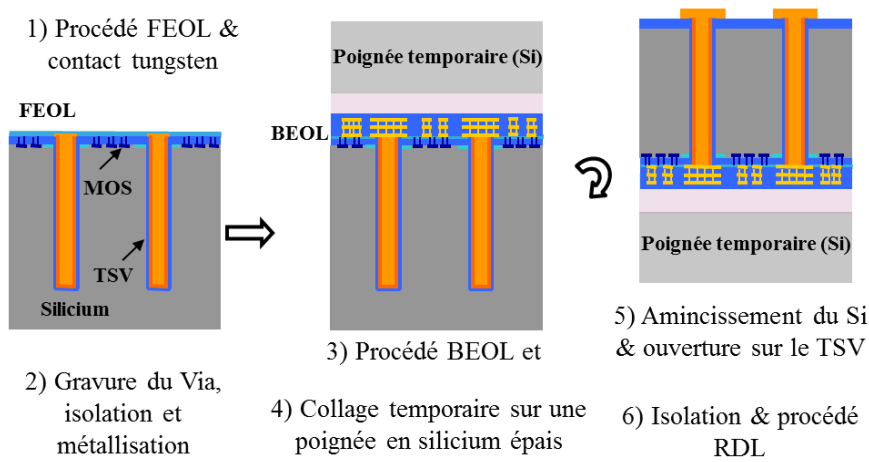 1) Procédé FEOL &
contact tungsten
FEOL
MOS
TSV
Silicium
2) Gravure du Via,
isolation et
métallisation
Poignée temporaire (Si)
BEOL
3) Procédé BEOL et
4) Collage temporaire sur une
poignée en silicium épais
Poignée temporaire (Si)
5) Amincissement du Si
& ouverture sur le TSV
6) Isolation & procédé
RDL